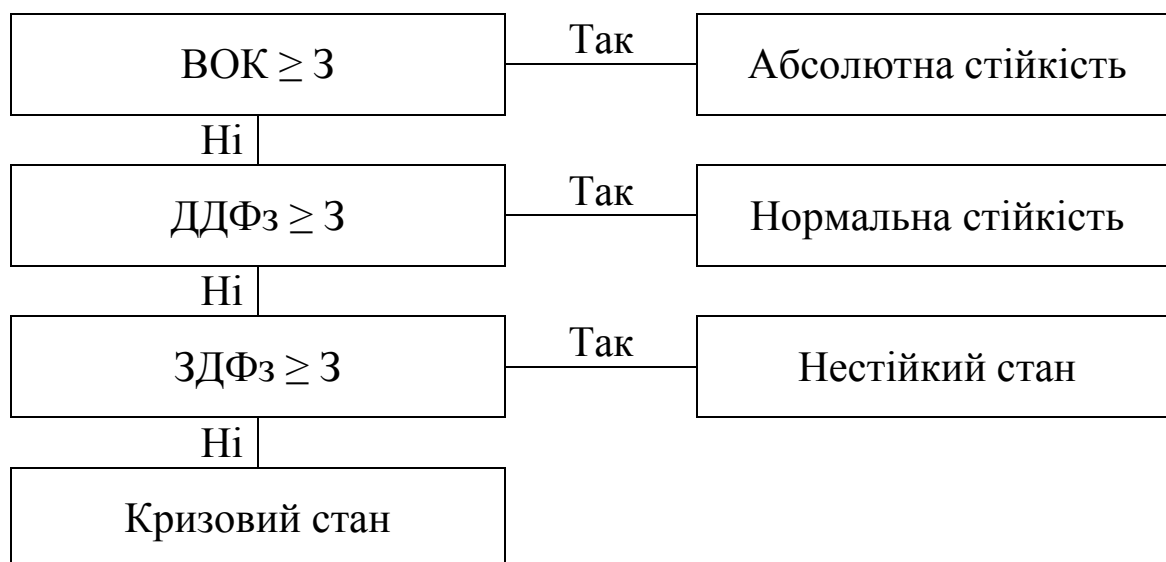 ВОК ≥ З
Так
Абсолютна стійкість
Ні
ДДФз ≥ З
Так
Нормальна стійкість
Ні
ЗДФз ≥ З
Так
Нестійкий стан
Ні
Кризовий стан